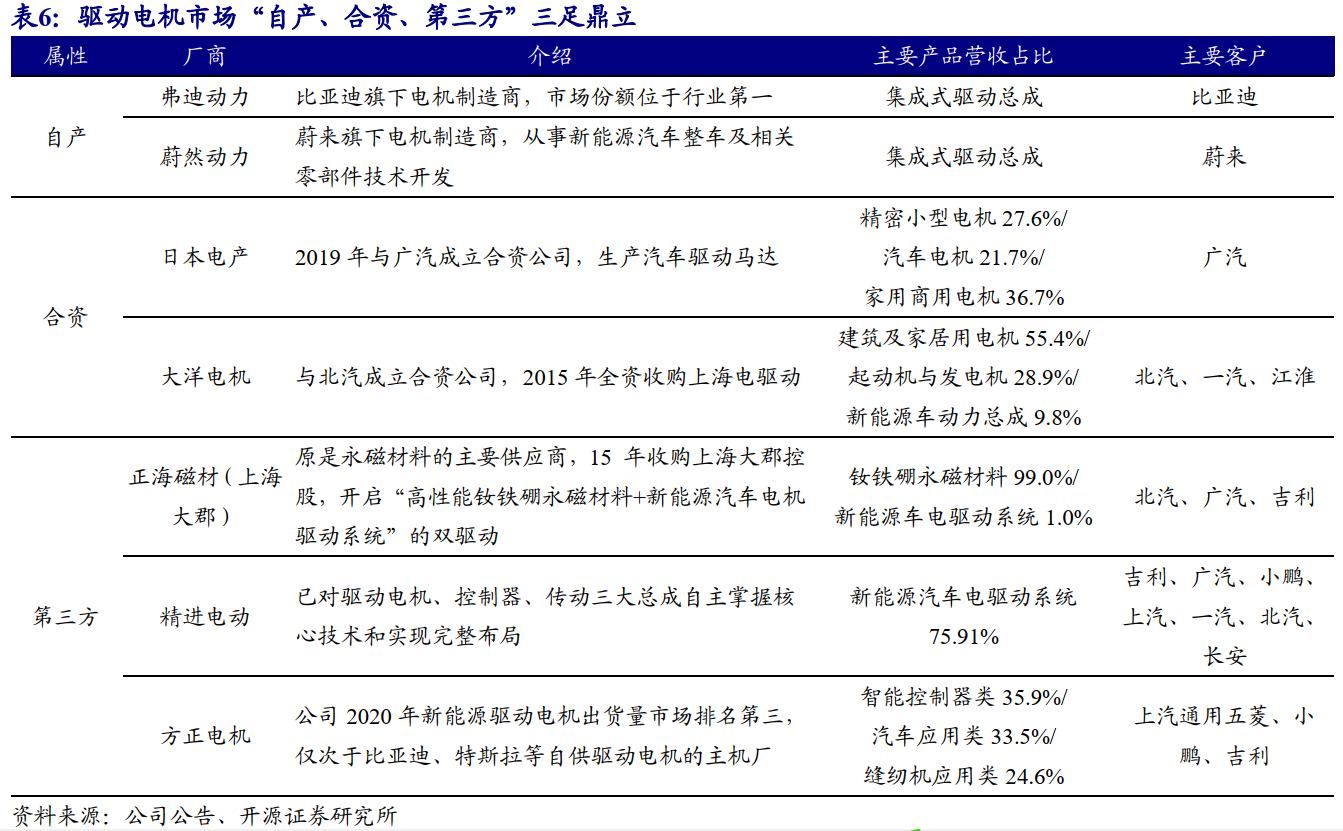 表6：驱动电机市场“自产、合资、第三方”三足鼎立
属性 厂商 介绍 主要产品营收占比 主要客户
自产
弗迪动力 比亚迪旗下电机制造商，市场份额位于行业第一 集成式驱动总成 比亚迪
蔚然动力
蔚来旗下电机制造商，从事新能源汽车整车及相关
零部件技术开发
集成式驱动总成 蔚来
合资
日本电产 2019 年与广汽成立合资公司，生产汽车驱动马达
精密小型电机 27.6%/
汽车电机 21.7%/
家用商用电机 36.7%
广汽
大洋电机 与北汽成立合资公司，2015 年全资收购上海电驱动
建筑及家居用电机 55.4%/
起动机与发电机 28.9%/
新能源车动力总成 9.8%
北汽、一汽、江淮
第三方
正海磁材（上海
大郡）
原是永磁材料的主要供应商，15 年收购上海大郡控
股，开启“高性能钕铁硼永磁材料+新能源汽车电机
驱动系统”的双驱动
钕铁硼永磁材料 99.0%/
新能源车电驱动系统 1.0%
北汽、广汽、吉利
精进电动
已对驱动电机、控制器、传动三大总成自主掌握核
心技术和实现完整布局
新能源汽车电驱动系统
75.91%
吉利、广汽、小鹏、
上汽、一汽、北汽、
长安
方正电机
公司 2020 年新能源驱动电机出货量市场排名第三，
仅次于比亚迪、特斯拉等自供驱动电机的主机厂
智能控制器类 35.9%/
汽车应用类 33.5%/
缝纫机应用类 24.6%
上汽通用五菱、小
鹏、吉利
资料来源：公司公告、开源证券研究所